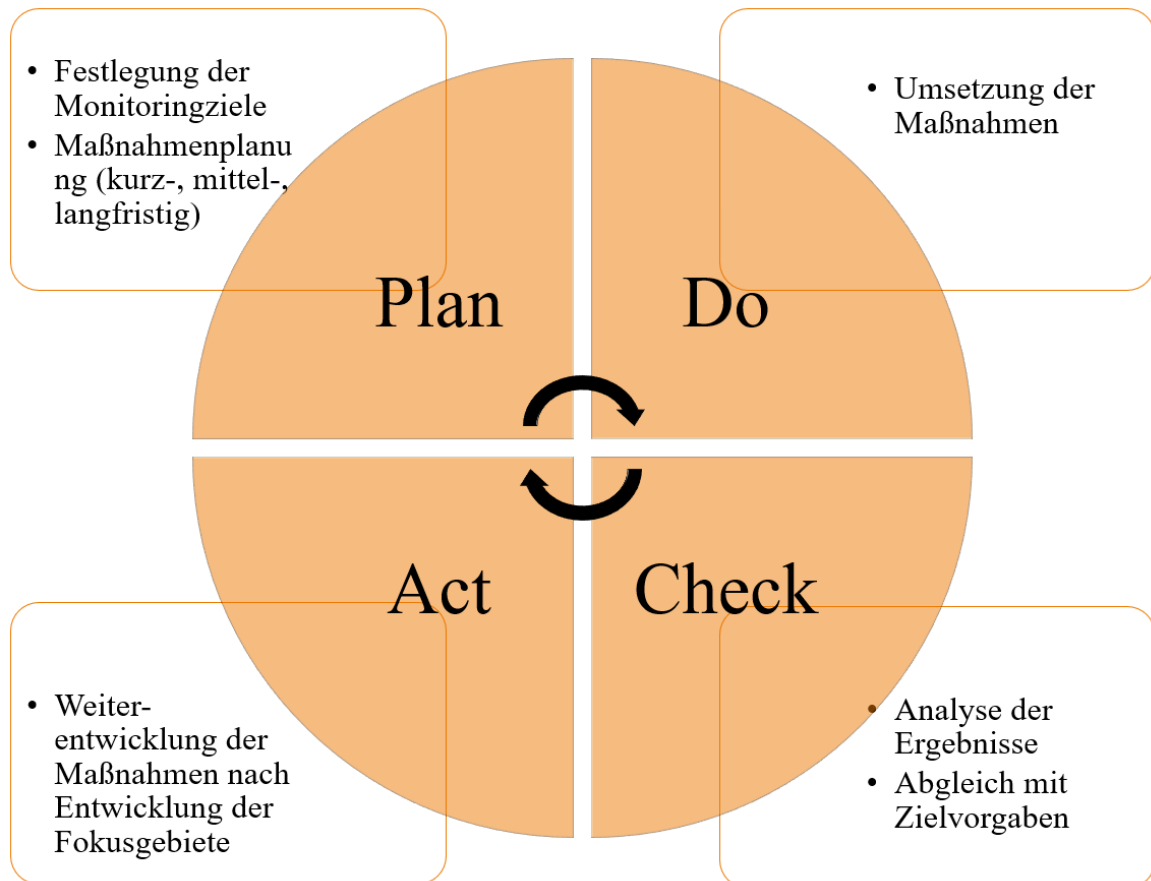 • Festlegung der
Monitoringziele
• Maßnahmenplanu
ng (kurz-, mittel-,
langfristig)
• Umsetzung der
Maßnahmen
Plan
Do
Act
Check
• Weiter-
entwicklung der
Maßnahmen nach
Entwicklung der
Fokusgebiete
• Analyse der
Ergebnisse
• Abgleich mit
Zielvorgaben